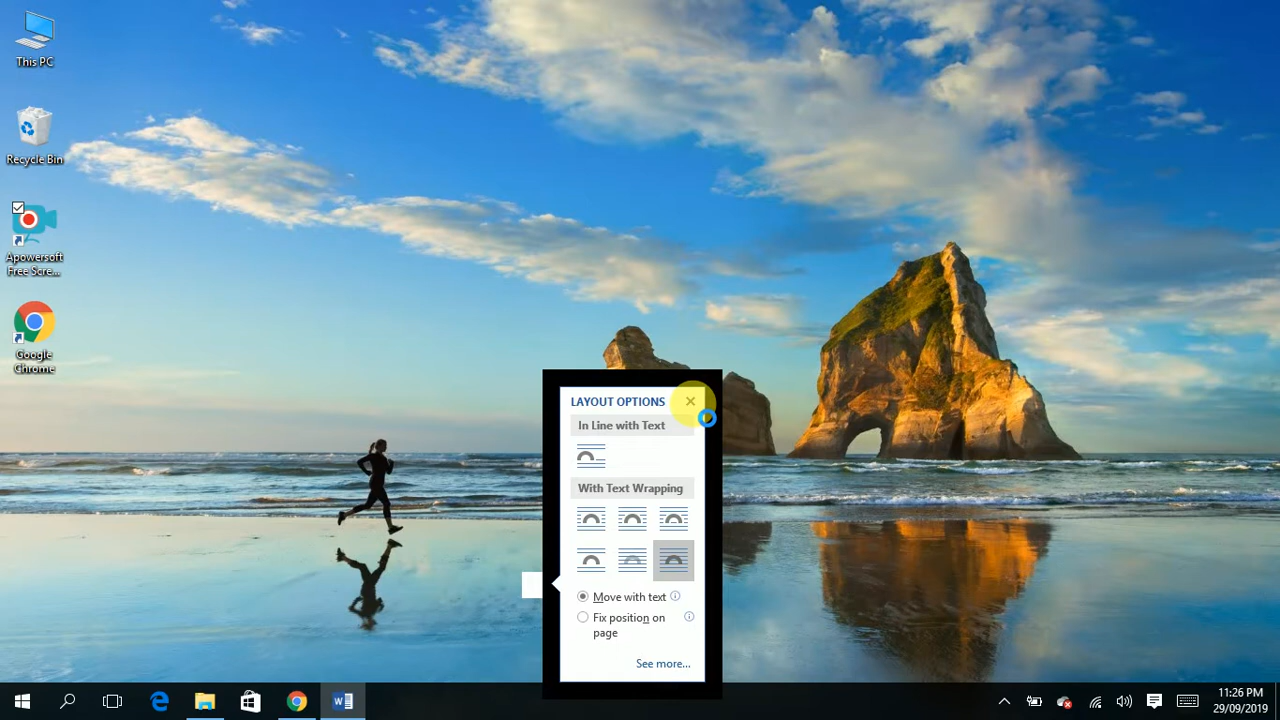 This PC
Recycle Bin
Apowersoft
Free Scre...
Google
Chrome
LAYOUT OPTIONS
In Line with Text
With Text Wrapping
Move with text
Fix position on
page
See more...
11:26 PM
29/09/2019